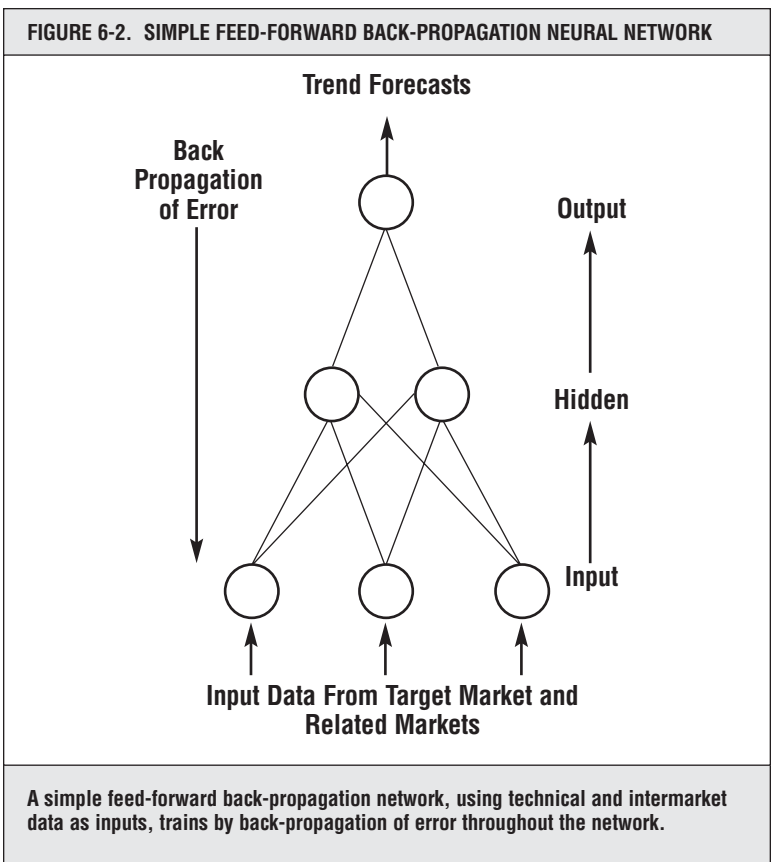 FIGURE 6-2. SIMPLE FEED-FORWARD BACK-PROPAGATION NEURAL NETWORK
Trend Forecasts
Back
Propagation
of Error
Output
Hidden
Input
Input Data From Target Market and
Related Markets
A simple feed-forward back-propagation network, using technical and intermarket
data as inputs, trains by back-propagation of error throughout the network.